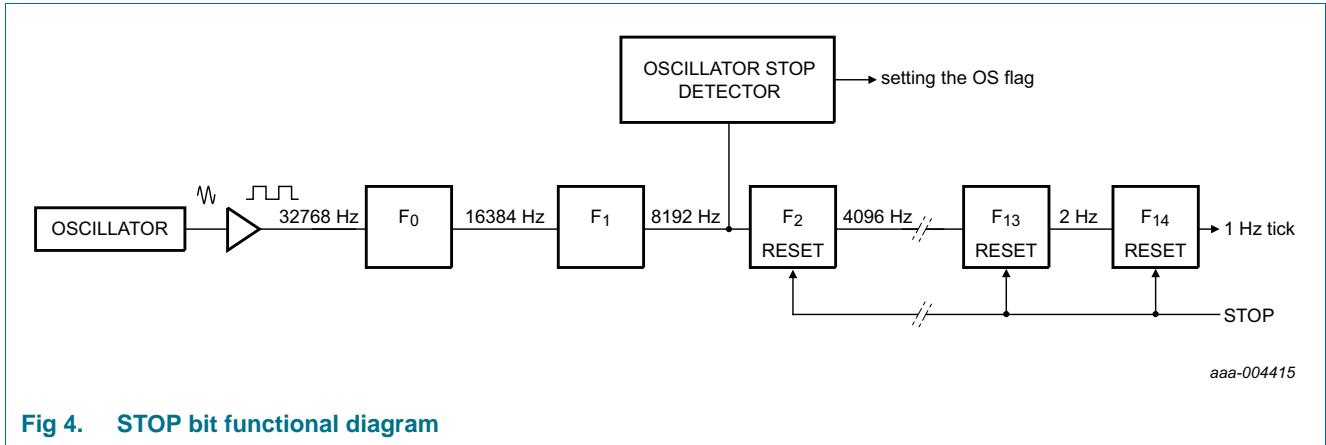 OSCILLATOR STOP
DETECTOR
setting the OS flag
OSCILLATOR
32768 Hz
F0
16384 Hz
F1
8192 Hz
F2
RESET
4096 Hz
F13
RESET
2 Hz
F14
RESET
1 Hz tick
STOP
aaa-004415
Fig 4. STOP bit functional diagram